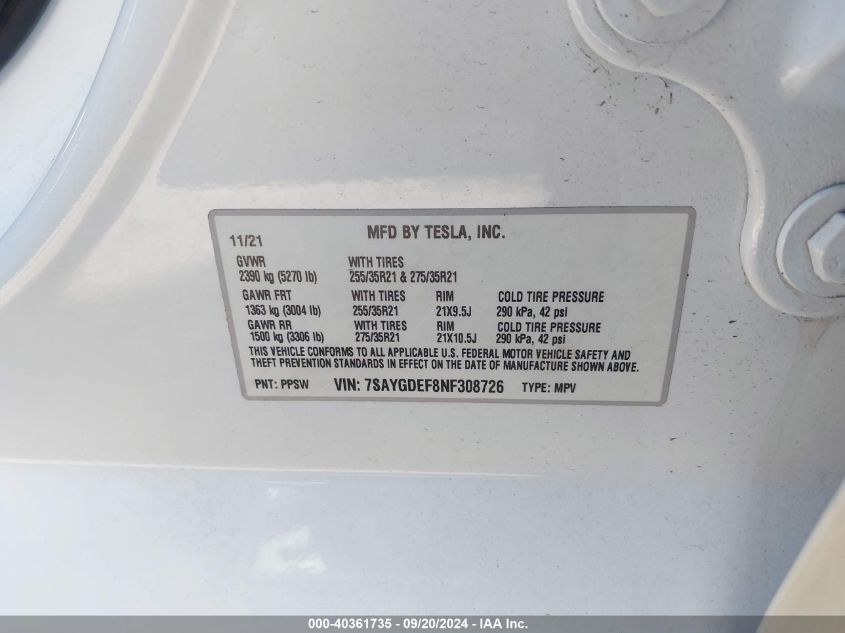 MFD BY TESLA, INC.
11/21
GVWR WITH TIRES
2390 kg (5270 lb) 255/35R21 & 275/35R21
GAWR FRT WITH TIRES RIM COLD TIRE PRESSURE
1363 kg (3004 lb) 255/35R21 21X9.5J 290 kPa, 42 psi
GAWR RR WITH TIRES RIM COLD TIRE PRESSURE
1500 kg (3306 lb) 275/35R21 21X10.5J 290 kPa, 42 psi
THIS VEHICLE CONFORMS TO ALL APPLICABLE U.S. FEDERAL MOTOR VEHICLE SAFETY AND
THEFT PREVENTION STANDARDS IN EFFECT ON THE DATE OF MANUFACTURE SHOWN ABOVE.
PNT: PPSW VIN: 7SAYGDEF8NF308726 TYPE: MPV
000-40361735 - 09/20/2024 - IAA Inc.